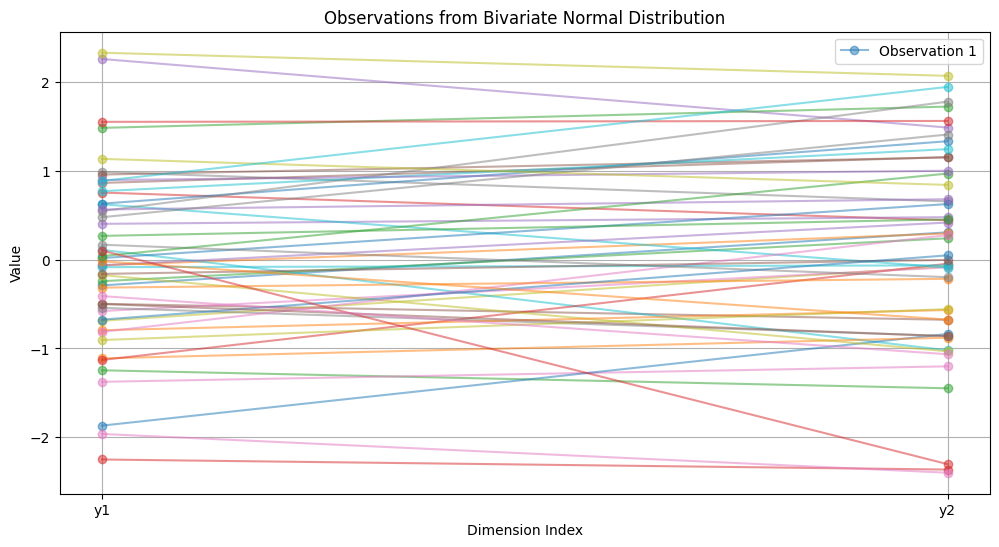 Observations from Bivariate Normal Distribution
Observation 1
Value
2
1
0
−1
−2
y1
y2
Dimension Index